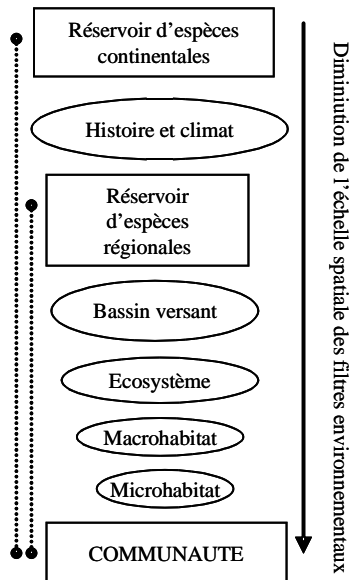 Réservoir d'espèces
continentales
Histoire et climat
Réservoir
d'espèces
régionales
Bassin versant
Ecosystème
Macrohabitat
Microhabitat
COMMUNAUTE
Diminiution de l'échelle spatiale des filtres environnementaux